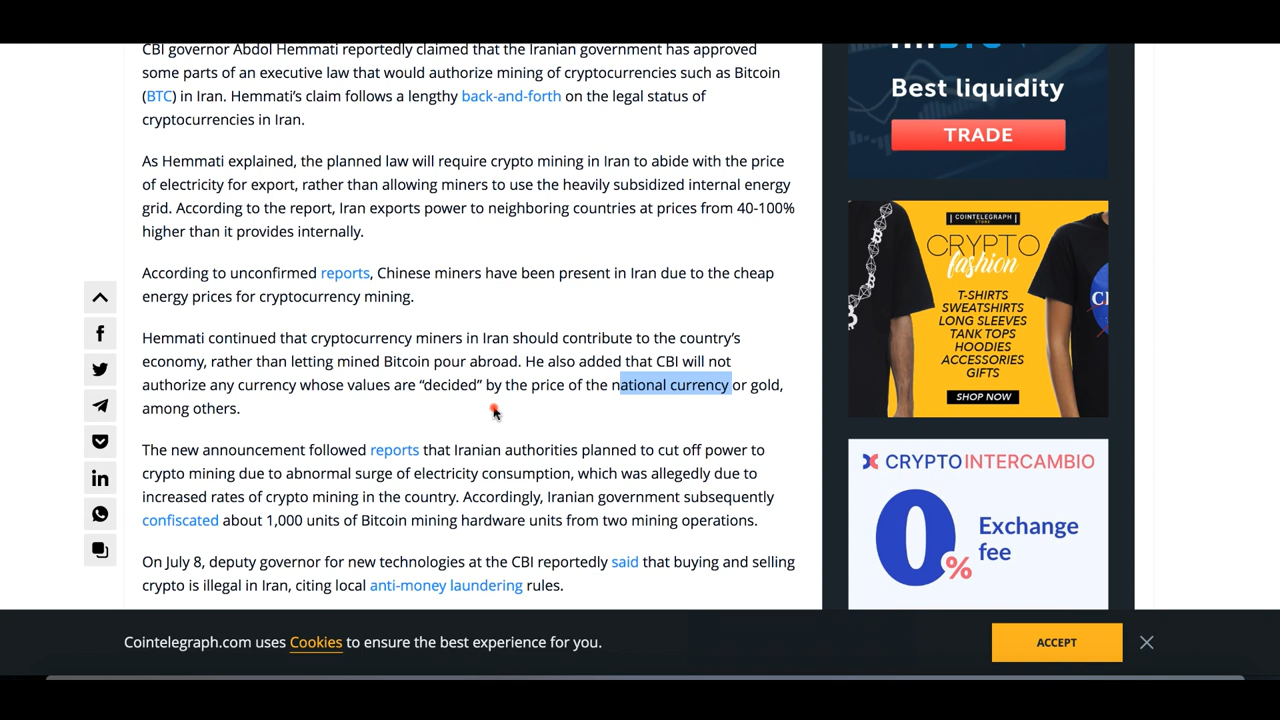 CBI governor Abdol Hemmati reportedly claimed that the Iranian government has approved
some parts of an executive law that would authorize mining of cryptocurrencies such as Bitcoin
(BTC) in Iran. Hemmati’s claim follows a lengthy back-and-forth on the legal status of
cryptocurrencies in Iran.
As Hemmati explained, the planned law will require crypto mining in Iran to abide with the price
of electricity for export, rather than allowing miners to use the heavily subsidized internal energy
grid. According to the report, Iran exports power to neighboring countries at prices from 40-100%
higher than it provides internally.
According to unconfirmed reports, Chinese miners have been present in Iran due to the cheap
energy prices for cryptocurrency mining.
Hemmati continued that cryptocurrency miners in Iran should contribute to the country’s
economy, rather than letting mined Bitcoin pour abroad. He also added that CBI will not
authorize any currency whose values are “decided” by the price of the national currency or gold,
among others.
The new announcement followed reports that Iranian authorities planned to cut off power to
crypto mining due to abnormal surge of electricity consumption, which was allegedly due to
increased rates of crypto mining in the country. Accordingly, Iranian government subsequently
confiscated about 1,000 units of Bitcoin mining hardware units from two mining operations.
On July 8, deputy governor for new technologies at the CBI reportedly said that buying and selling
crypto is illegal in Iran, citing local anti-money laundering rules.
Best liquidity
TRADE
COINTELEGRAPH
STORE
CRYPTO
fashion
T-SHIRTS
SWEATSHIRTS
LONG SLEEVES
TANK TOPS
HOODIES
ACCESSORIES
GIFTS
SHOP NOW
CRYPTOINTERCAMBIO
0%
Exchange
fee
Cointelegraph.com uses Cookies to ensure the best experience for you.
ACCEPT